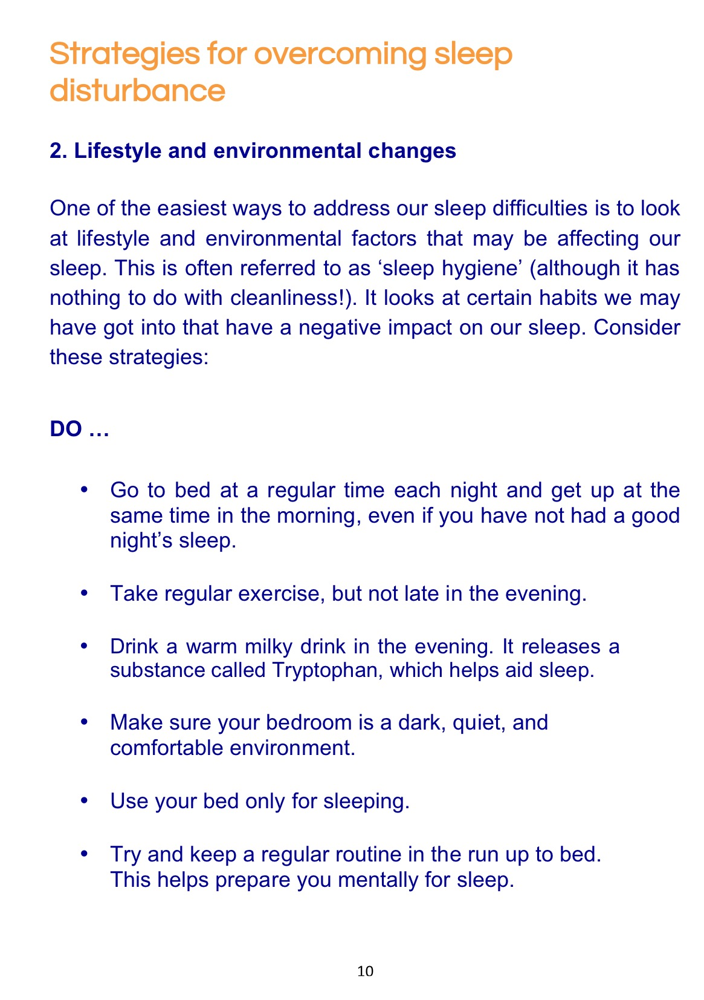 Strategies for overcoming sleep
disturbance
2. Lifestyle and environmental changes
One of the easiest ways to address our sleep difficulties is to look
at lifestyle and environmental factors that may be affecting our
sleep. This is often referred to as ‘sleep hygiene’ (although it has
nothing to do with cleanliness!). It looks at certain habits we may
have got into that have a negative impact on our sleep. Consider
these strategies:
DO …
• Go to bed at a regular time each night and get up at the
same time in the morning, even if you have not had a good
night’s sleep.
• Take regular exercise, but not late in the evening.
• Drink a warm milky drink in the evening. It releases a
substance called Tryptophan, which helps aid sleep.
• Make sure your bedroom is a dark, quiet, and
comfortable environment.
• Use your bed only for sleeping.
• Try and keep a regular routine in the run up to bed.
This helps prepare you mentally for sleep.
10